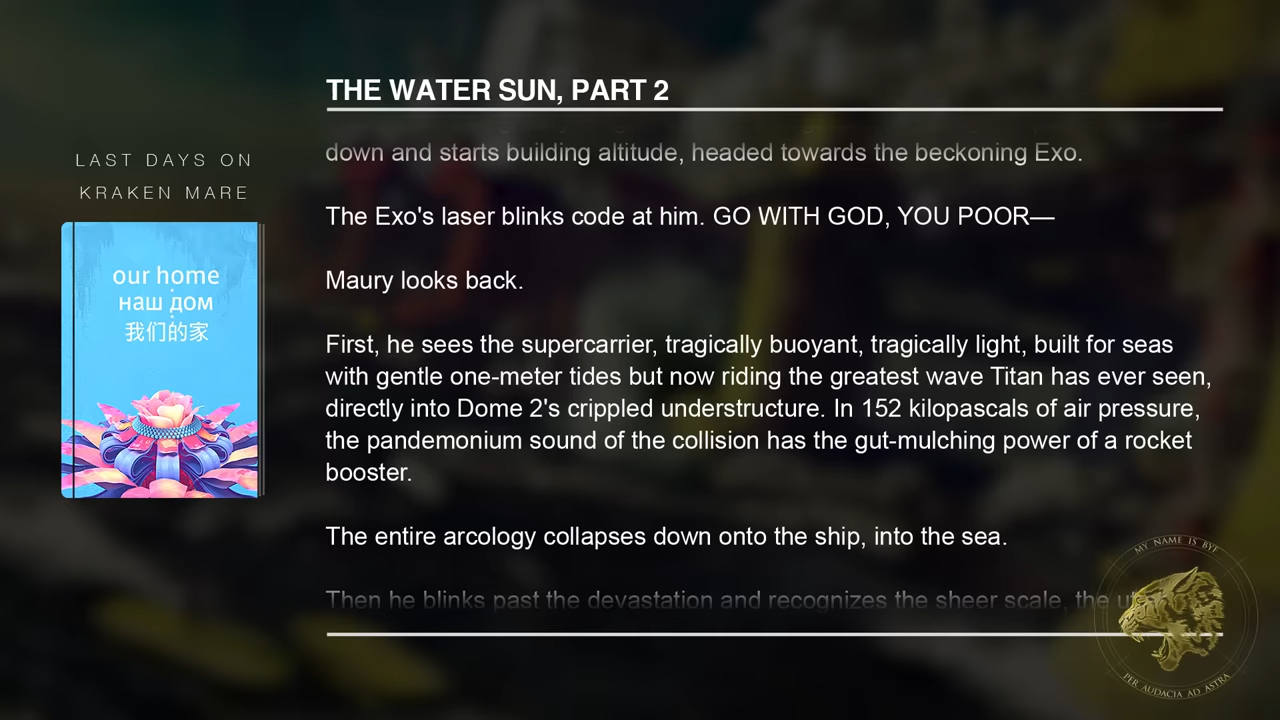 THE WATER SUN, PART 2
LAST DAYS ON
KRAKEN MARE
our home
наш дом
我们的家
down and starts building altitude, headed towards the beckoning Exo.
The Exo's laser blinks code at him. GO WITH GOD, YOU POOR—
Maury looks back.
First, he sees the supercarrier, tragically buoyant, tragically light, built for seas
with gentle one-meter tides but now riding the greatest wave Titan has ever seen,
directly into Dome 2's crippled understructure. In 152 kilopascals of air pressure,
the pandemonium sound of the collision has the gut-mulching power of a rocket
booster.
The entire arcology collapses down onto the ship, into the sea.
Then he blinks past the devastation and recognizes the sheer scale, the
MY NAME IS BYF
PER AUDACIA AD ASTRA